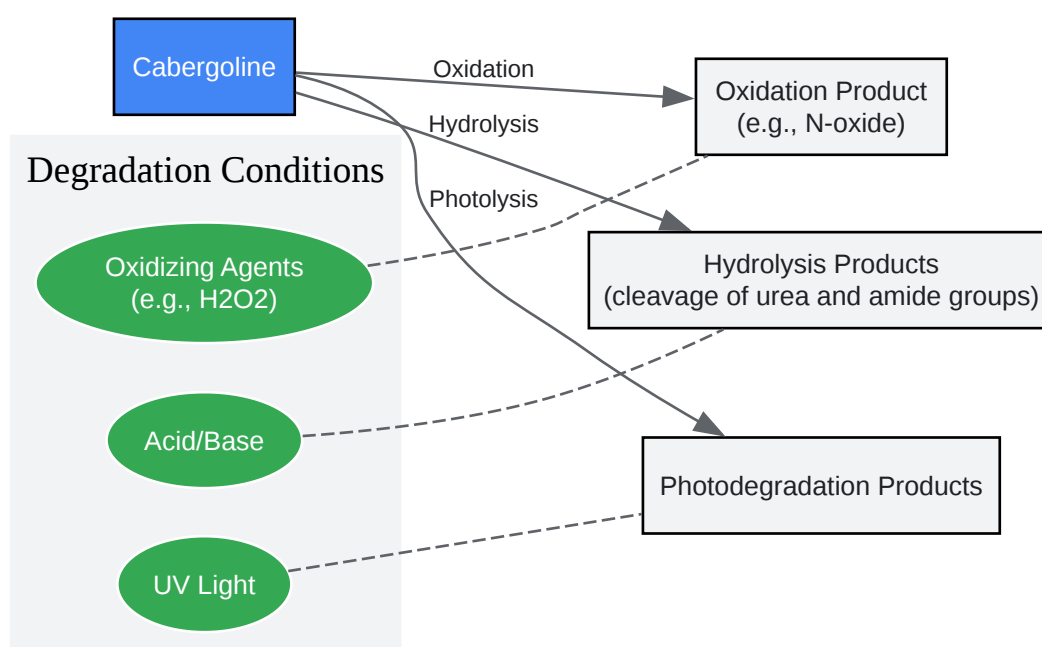 Cabergoline
Oxidation
Oxidation Product
(e.g., N-oxide)
Hydrolysis
Degradation Conditions
Photolysis
Oxidizing Agents
(e.g., H2O2)
Hydrolysis Products
(cleavage of urea and amide groups)
Acid/Base
Photodegradation Products
UV Light